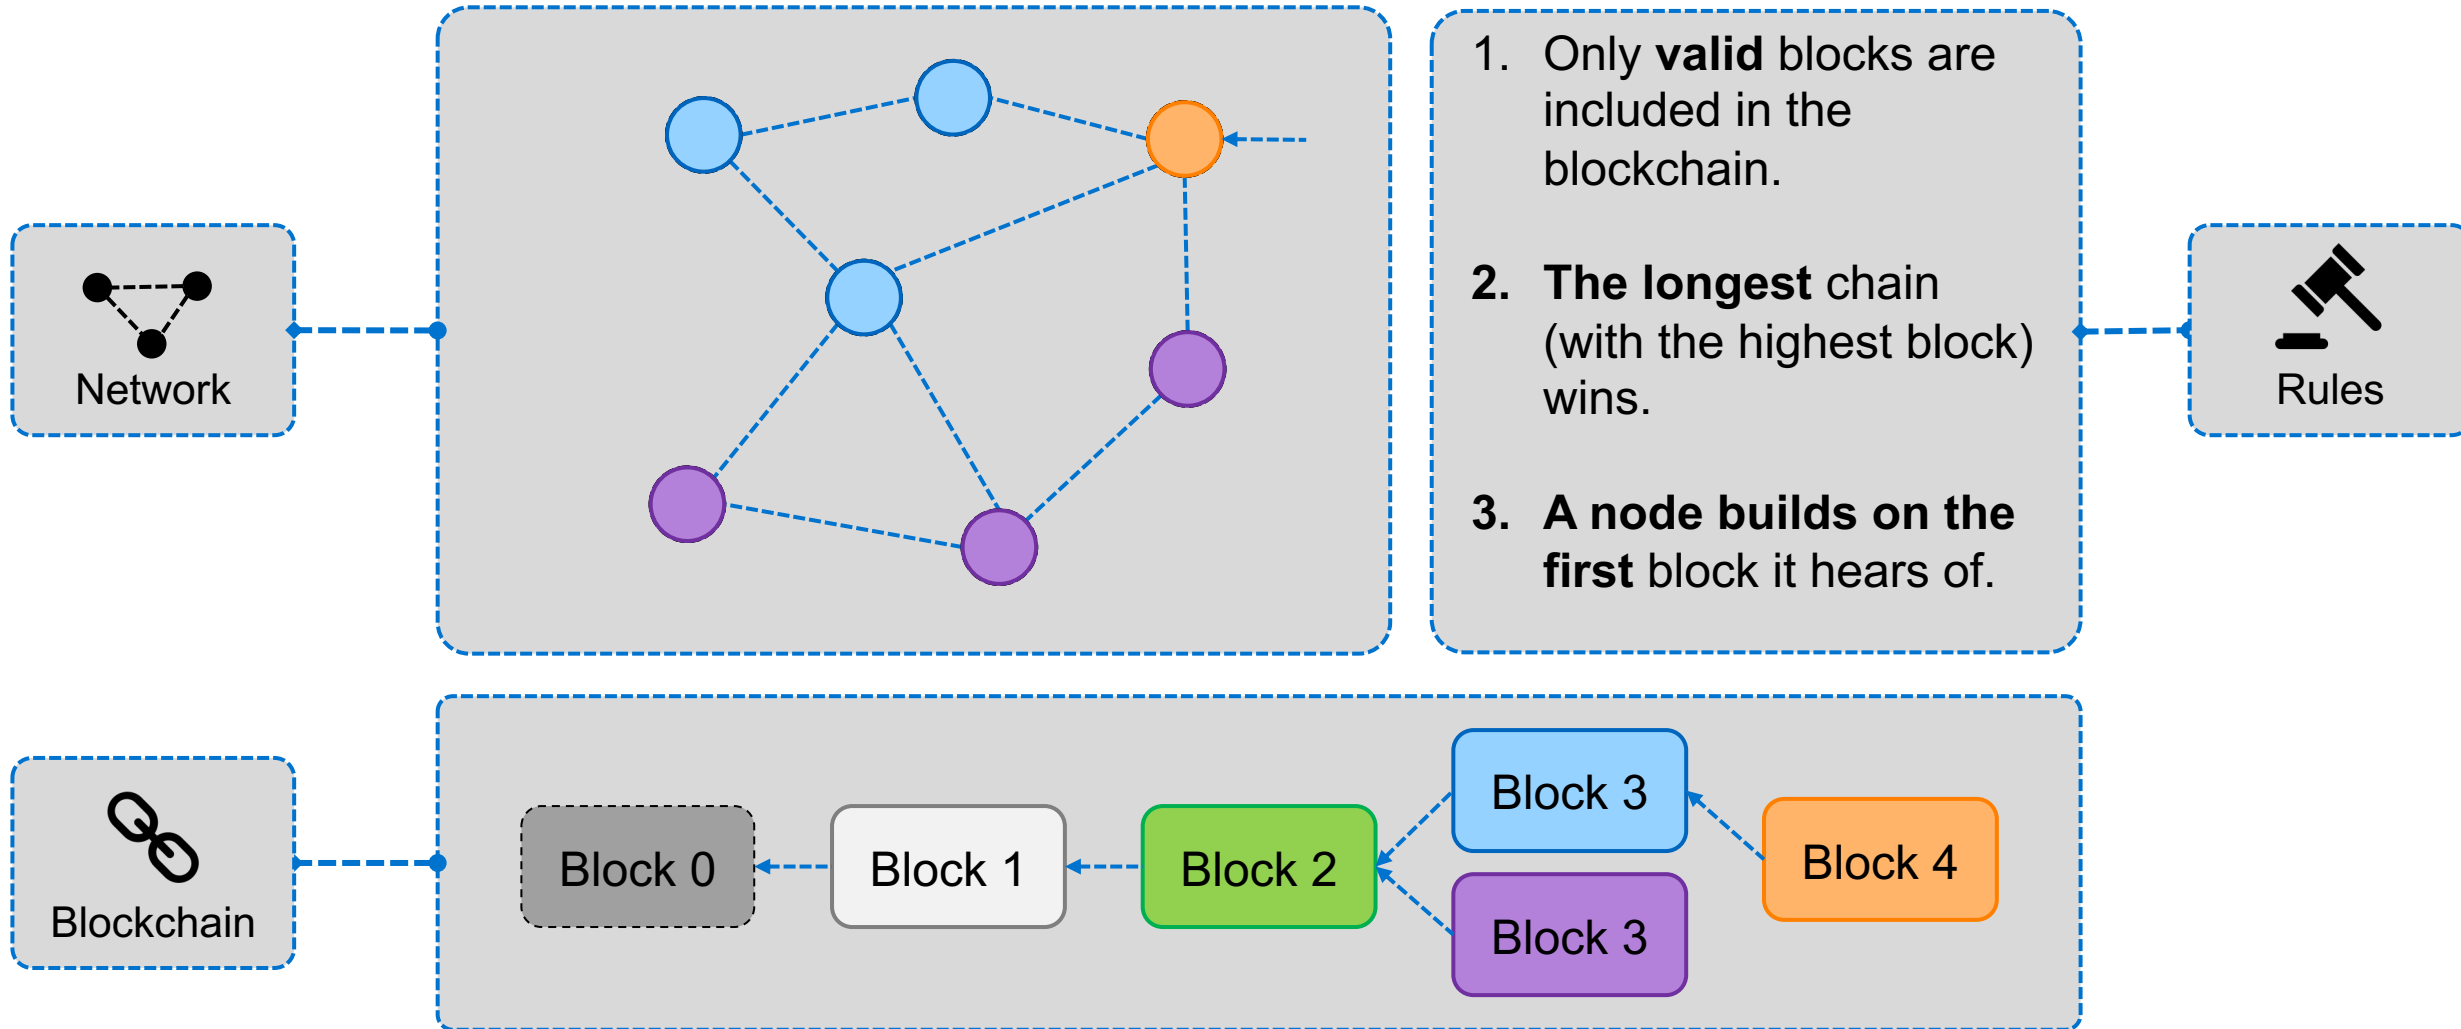 Network
1. Only valid blocks are
included in the
blockchain.
2. The longest chain
(with the highest block)
wins.
3. A node builds on the
first block it hears of.
Rules
Blockchain
Block 0
Block 1
Block 2
Block 3
Block 3
Block 4